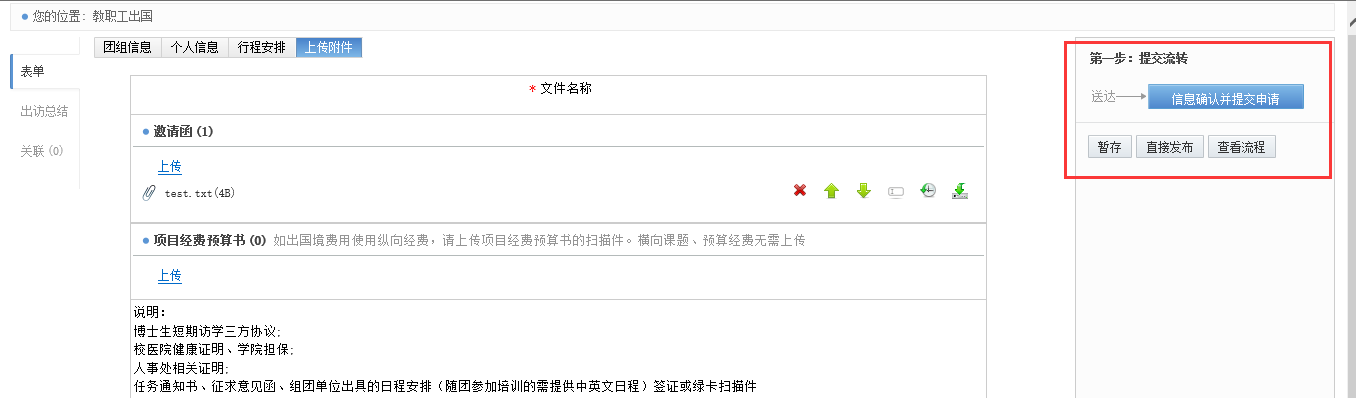 您的位置：教职工出国
团组信息 个人信息 行程安排 上传附件
表单
出访总结
关联 (0)
* 文件名称
邀请函 (1)
上传
test.txt(4B)
项目经费预算书 (0) 如出国境费用使用纵向经费，请上传项目经费预算书的扫描件。横向课题、预算经费无需上传
上传
说明：
博士生短期访学三方协议;
校医院健康证明、学院担保;
人事处相关证明;
任务通知书、征求意见函、组团单位出具的日程安排（随团参加培训的需提供中英文日程）签证或绿卡扫描件
第一步：提交流转
送达 信息确认并提交申请
暂存 直接发布 查看流程